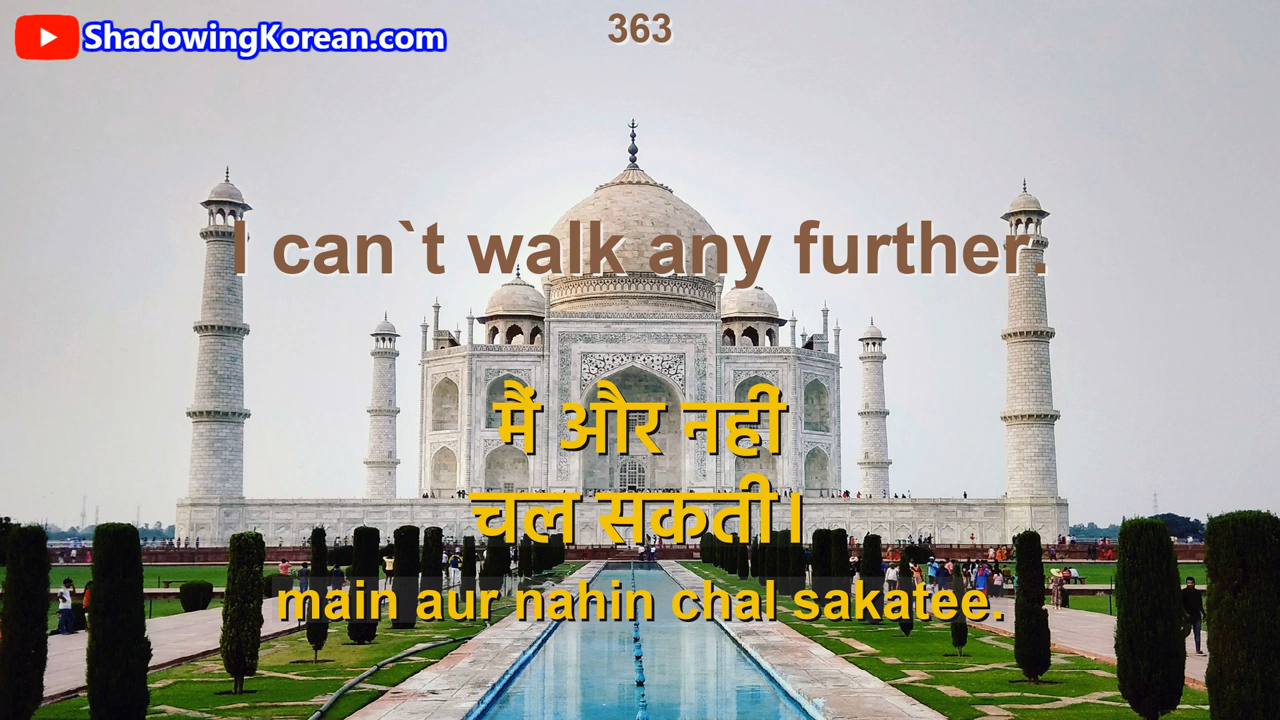 ShadowingKorean.com
363
I can`t walk any further.
मैं और नहीं
चल सकती।
main aur nahin chal sakatee.